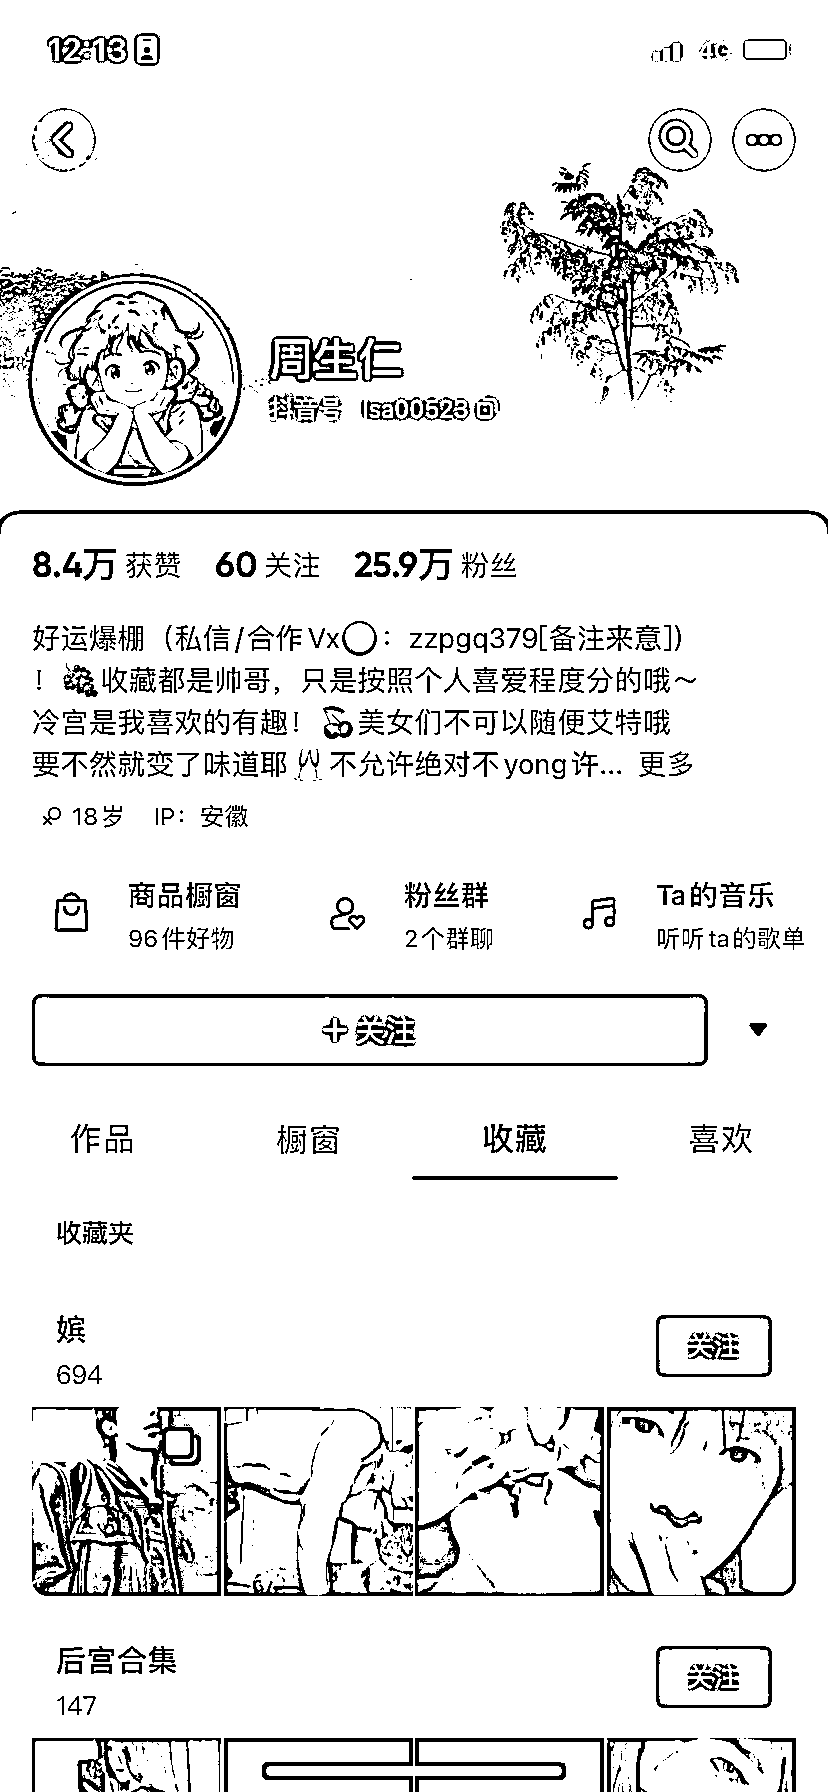 12:13
4G
周生仁
抖音号 lsa00523
8.4万 获赞 60 关注 25.9万 粉丝
好运爆棚（私信/合作Vx◯：zzpgq379[备注来意]）
！🍇收藏都是帅哥，只是按照个人喜爱程度分的哦～
冷宫是我喜欢的有趣！🍒美女们不可以随便艾特哦
要不然就变了味道耶🥂不允许绝对不yong许... 更多
18岁 IP：安徽
商品橱窗 粉丝群 Ta的音乐
96件好物 2个群聊 听听ta的歌单
关注
作品 橱窗 收藏 喜欢
收藏夹
嫔
694
关注
后宫合集
147
关注